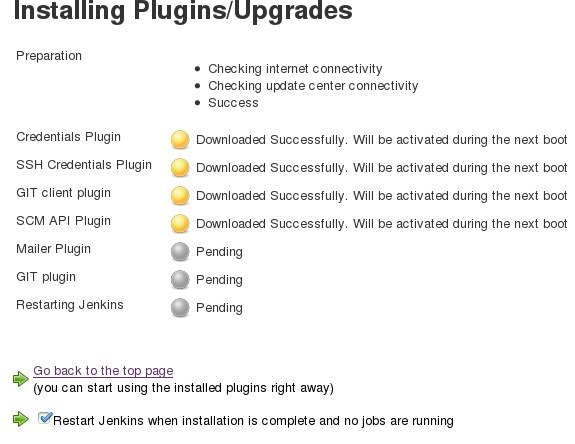 Installing Plugins/Upgrades
Preparation
• Checking internet connectivity
• Checking update center connectivity
• Success
Credentials Plugin Downloaded Successfully. Will be activated during the next boot
SSH Credentials Plugin Downloaded Successfully. Will be activated during the next boot
GIT client plugin Downloaded Successfully. Will be activated during the next boot
SCM API Plugin Downloaded Successfully. Will be activated during the next boot
Mailer Plugin Pending
GIT plugin Pending
Restarting Jenkins Pending
Go back to the top page
(you can start using the installed plugins right away)
Restart Jenkins when installation is complete and no jobs are running